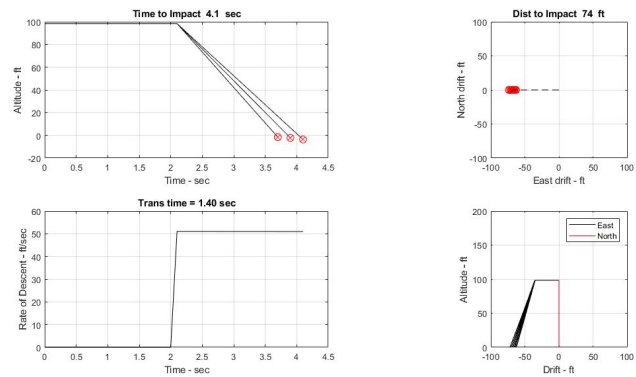 Time to Impact 4.1 sec
100
80
60
40
20
0
-20
Altitude - ft
0 0.5 1 1.5 2 2.5 3 3.5 4 4.5
Time - sec
Dist to Impact 74 ft
100
50
0
-50
-100
North drift - ft
-100 -50 0 50 100
East drift - ft
Trans time = 1.40 sec
60
50
40
30
20
10
0
Rate of Descent - ft/sec
0 0.5 1 1.5 2 2.5 3 3.5 4 4.5
Time - sec
200
150
100
50
0
Altitude - ft
East
North
-100 -50 0 50 100
Drift - ft